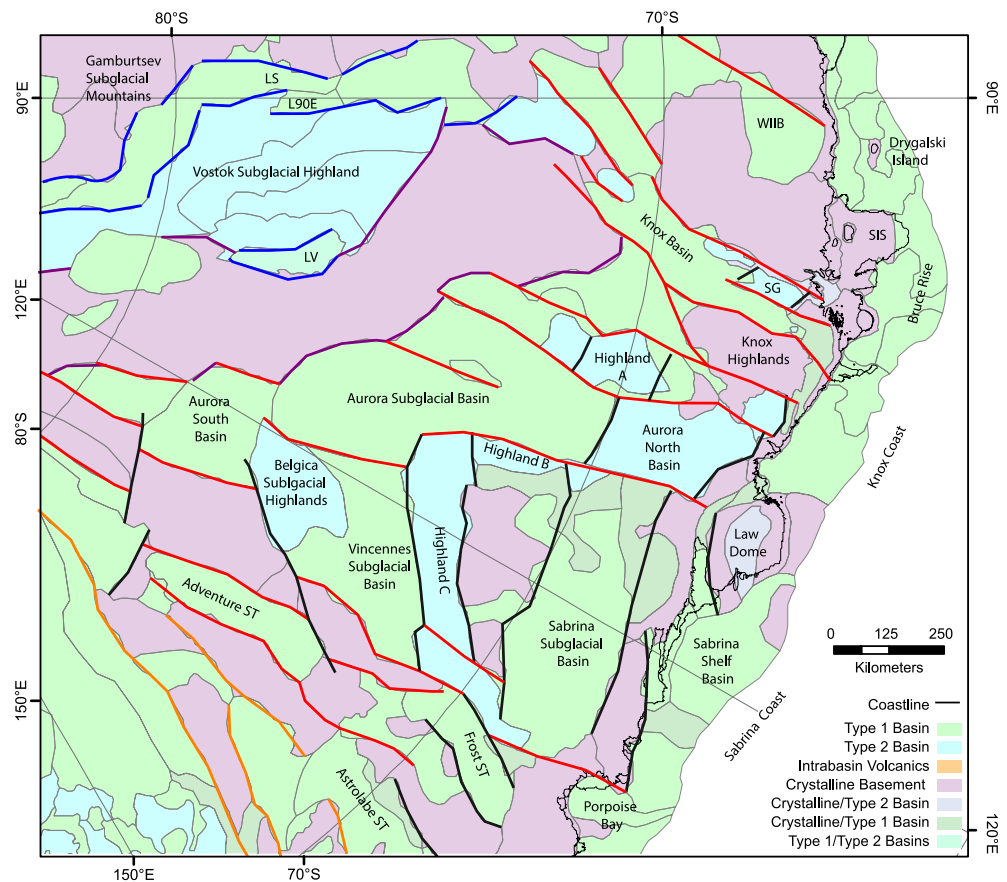 80°S
70°S
Gamburtsev
Subglacial
Mountains
LS
L90E
90°E
90°E
WIIB
Drygalski
Island
Vostok Subglacial Highland
Knox Basin
SIS
LV
SG
Bruce Rise
120°E
Knox
Highlands
Highland
A
Aurora
South
Basin
Aurora Subglacial Basin
80°S
Aurora
North
Basin
Highland B
Knox Coast
Belgica
Subglacial
Highlands
Highland C
Law
Dome
Vincennes
Subglacial
Basin
Adventure ST
Sabrina
Subglacial
Basin
Sabrina
Shelf
Basin
0 125 250
Kilometers
150°E
Sabrina Coast
Coastline
Type 1 Basin
Type 2 Basin
Intrabasin Volcanics
Crystalline Basement
Crystalline/Type 2 Basin
Crystalline/Type 1 Basin
Type 1/Type 2 Basins
Frost ST
Astrolabe ST
Porpoise
Bay
120°E
150°E
70°S